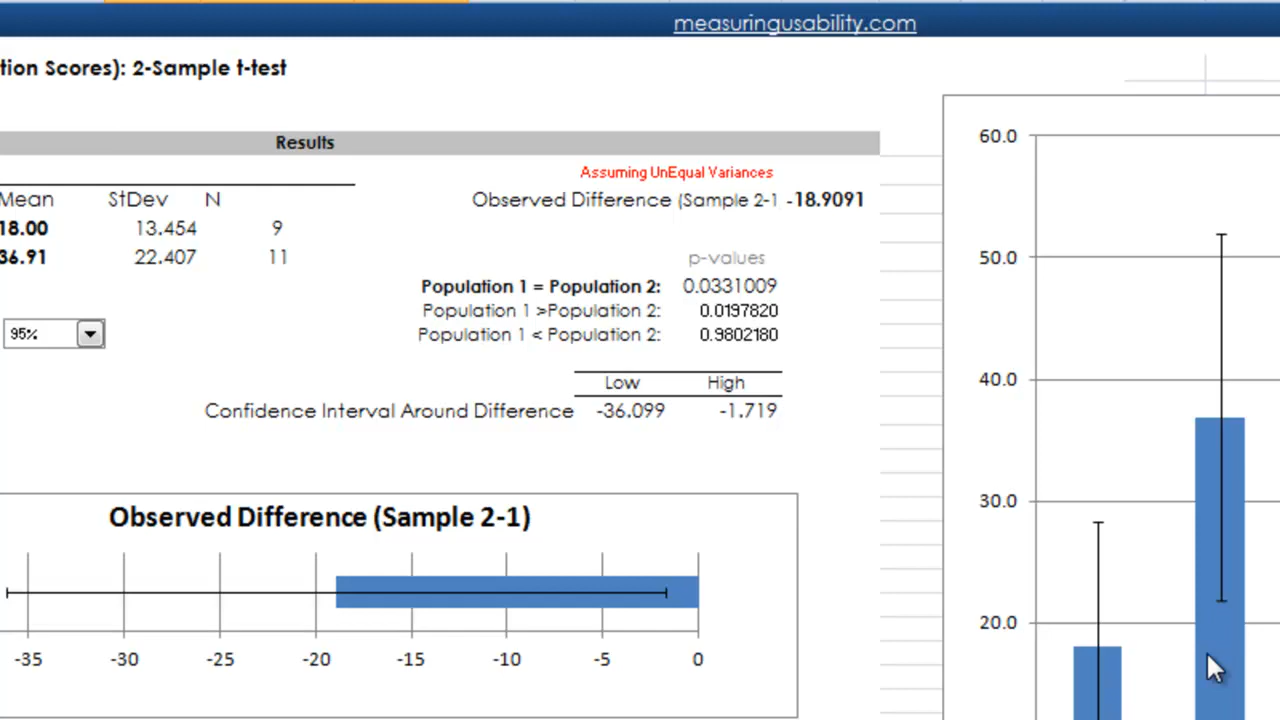 measuringusability.com
tion Scores): 2-Sample t-test
Results
Assuming UnEqual Variances
Mean StDev N
Observed Difference (Sample 2-1 -18.9091
18.00 13.454 9
36.91 22.407 11
p-values
Population 1 = Population 2: 0.0331009
Population 1 >Population 2: 0.0197820
Population 1 < Population 2: 0.9802180
95%
Low High
Confidence Interval Around Difference -36.099 -1.719
Observed Difference (Sample 2-1)
-35 -30 -25 -20 -15 -10 -5 0
60.0
50.0
40.0
30.0
20.0